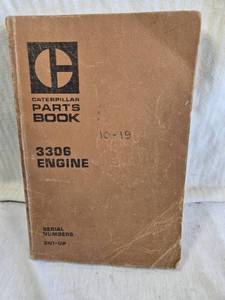 CATERPILLAR
PARTS
BOOK
10-19
3306
ENGINE
SERIAL
NUMBERS